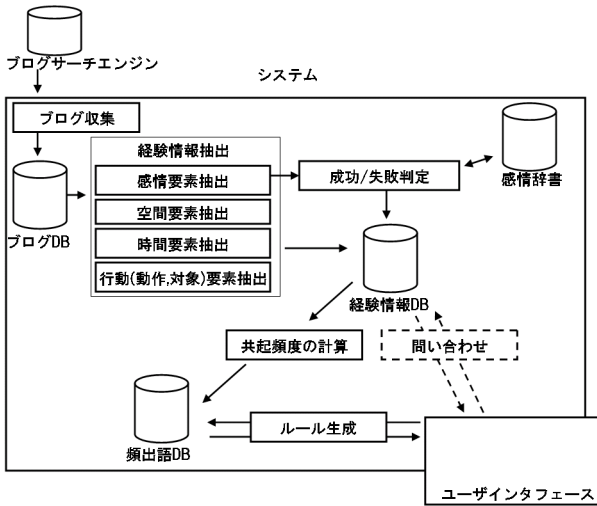 ブログサーチエンジン
システム
ブログ収集
経験情報抽出
感情要素抽出
成功/失敗判定
感情辞書
空間要素抽出
ブログDB
時間要素抽出
行動(動作,対象)要素抽出
経験情報DB
共起頻度の計算
問い合わせ
ルール生成
頻出語DB
ユーザインタフェース